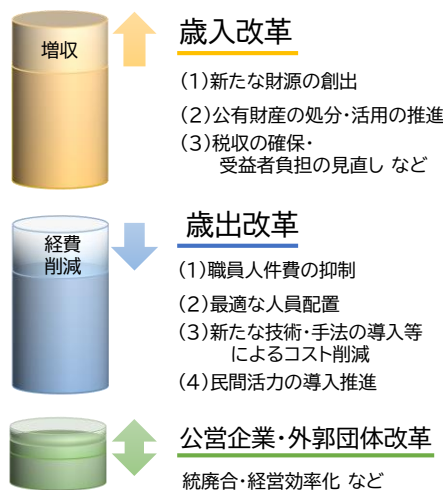 増収
歳入改革
(1)新たな財源の創出
(2)公有財産の処分・活用の推進
(3)税収の確保・
受益者負担の見直し など
経費
削減
歳出改革
(1)職員人件費の抑制
(2)最適な人員配置
(3)新たな技術・手法の導入等
によるコスト削減
(4)民間活力の導入推進
公営企業・外郭団体改革
統廃合・経営効率化 など